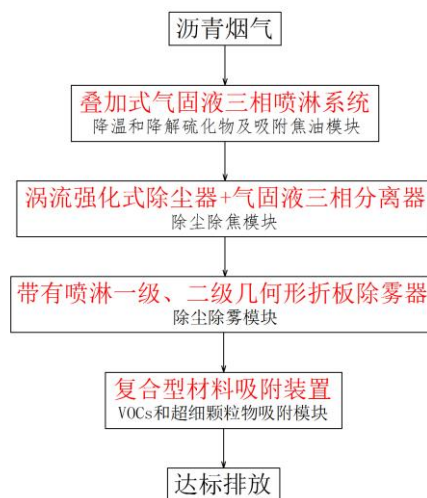 沥青烟气
叠加式气固液三相喷淋系统
降温和降解硫化物及吸附焦油模块
涡流强化式除尘器+气固液三相分离器
除尘除焦模块
带有喷淋一级、二级几何形折板除雾器
除尘除雾模块
复合型材料吸附装置
VOCs和超细颗粒物吸附模块
达标排放